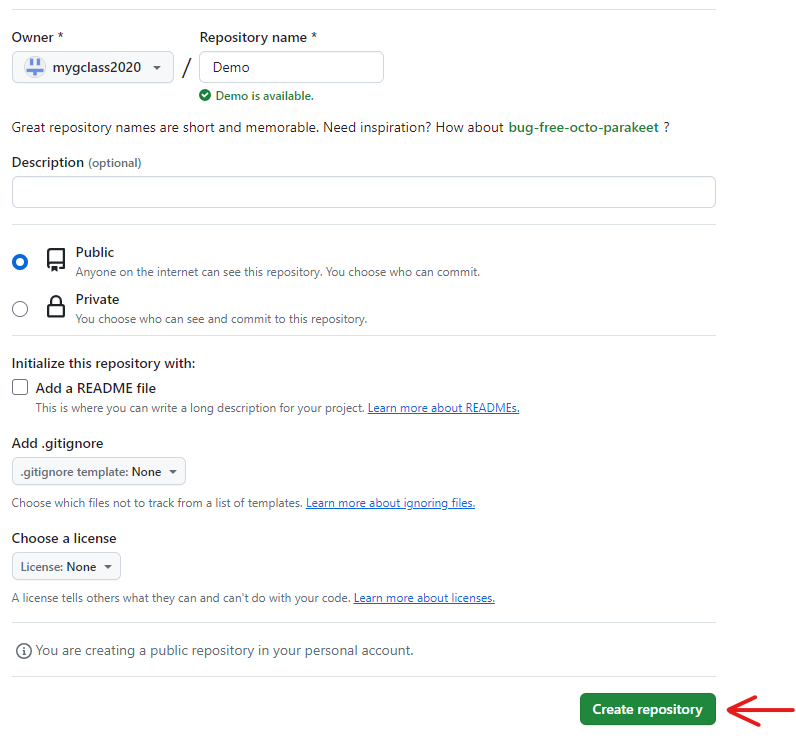 Owner *
Repository name *
mygclass2020
/
Demo
Demo is available.
Great repository names are short and memorable. Need inspiration? How about bug-free-octo-parakeet ?
Description (optional)
Public
Anyone on the internet can see this repository. You choose who can commit.
Private
You choose who can see and commit to this repository.
Initialize this repository with:
Add a README file
This is where you can write a long description for your project. Learn more about READMEs.
Add .gitignore
.gitignore template: None
Choose which files not to track from a list of templates. Learn more about ignoring files.
Choose a license
License: None
A license tells others what they can and can't do with your code. Learn more about licenses.
You are creating a public repository in your personal account.
Create repository